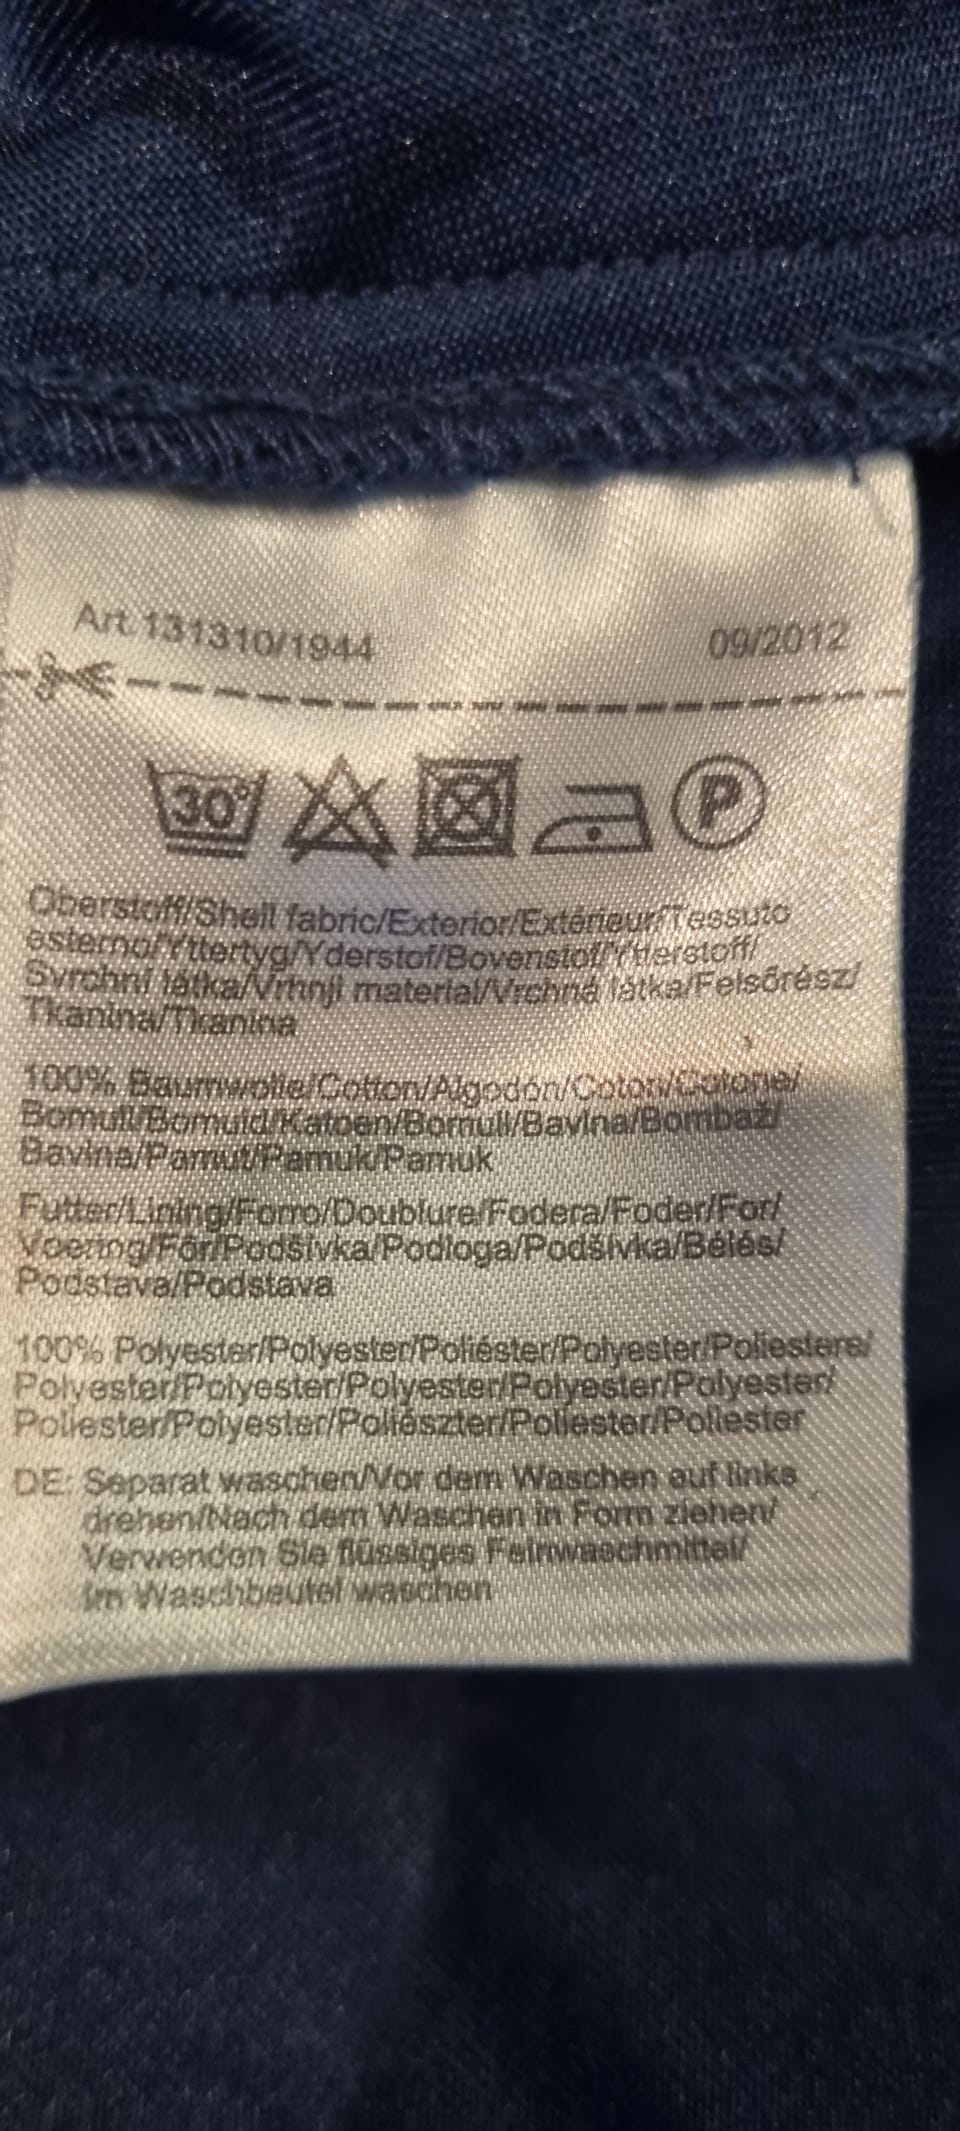 Art. 131310/1944 09/2012
30°
P
Oberstoff/Shell fabric/Exterior/Extérieur/Tessuto
esterno/Yttertyg/Yderstof/Bovenstof/Ytterstoff/
Svrchní látka/Vrhnji material/Vrchná látka/Felsőrész/
Tkanina/Tkanina
100% Baumwolle/Cotton/Algodón/Coton/Cotone/
Bomull/Bomuld/Katoen/Bomull/Bavlna/Bombaž/
Bavlna/Pamut/Pamuk/Pamuk
Futter/Lining/Forro/Doublure/Fodera/Foder/For/
Voering/Fôr/Podšívka/Podloga/Podšívka/Bélés/
Podstava/Podstava
100% Polyester/Polyester/Poliéster/Polyester/Poliestere/
Polyester/Polyester/Polyester/Polyester/Polyester/
Poliester/Polyester/Poliészter/Poliester/Poliester
DE: Separat waschen/Vor dem Waschen auf links
drehen/Nach dem Waschen in Form ziehen/
Verwenden Sie flüssiges Feinwaschmittel/
Im Waschbeutel waschen